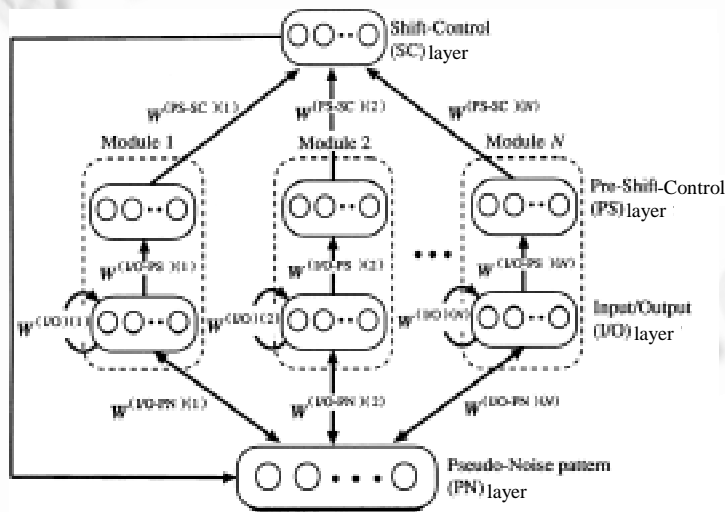 Shift-Control
(SC) layer
W(PS-SC)(1)
W(PS-SC)(2)
W(PS-SC)(N)
Module 1
Module 2
Module N
Pre-Shift-Control
(PS) layer
W(I/O-PS)(1)
W(I/O-PS)(2)
W(I/O-PS)(N)
W(I/O)(1)
W(I/O)(2)
W(I/O)(N)
Input/Output
(I/O) layer
W(I/O-PN)(1)
W(I/O-PN)(2)
W(I/O-PN)(N)
Pseudo-Noise pattern
(PN) layer